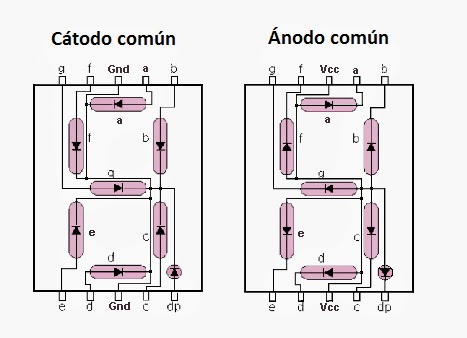 Cátodo común
Ánodo común
g f Gnd a b
g f Vcc a b
a
f b
g
e c
d
a
f b
g
e c
d
e d Gnd c dp
e d Vcc c dp